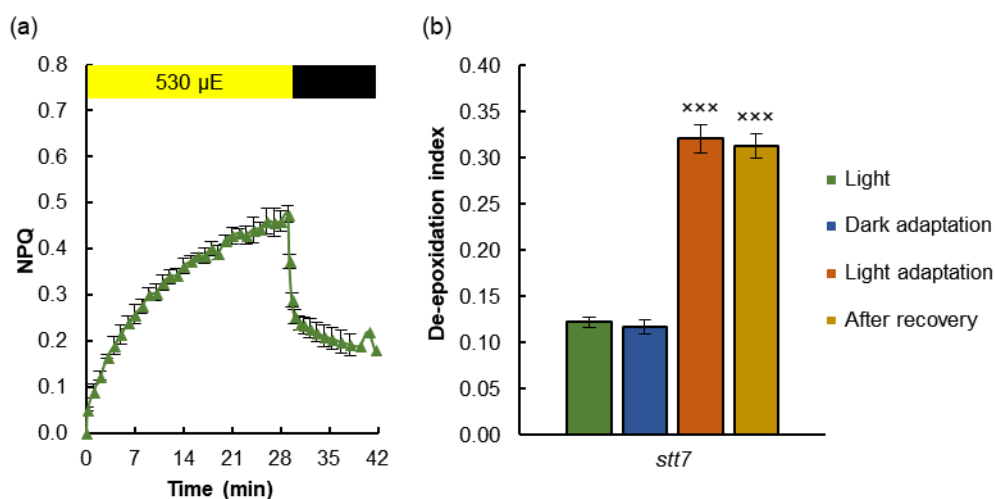 (a)
530 µE
0.8
0.7
0.6
0.5
0.4
0.3
0.2
0.1
0.0
NPQ
0 7 14 21 28 35 42
Time (min)
(b)
0.40
0.35
0.30
0.25
0.20
0.15
0.10
0.05
0.00
De-epoxidation index
××× ×××
stt7
Light
Dark adaptation
Light adaptation
After recovery